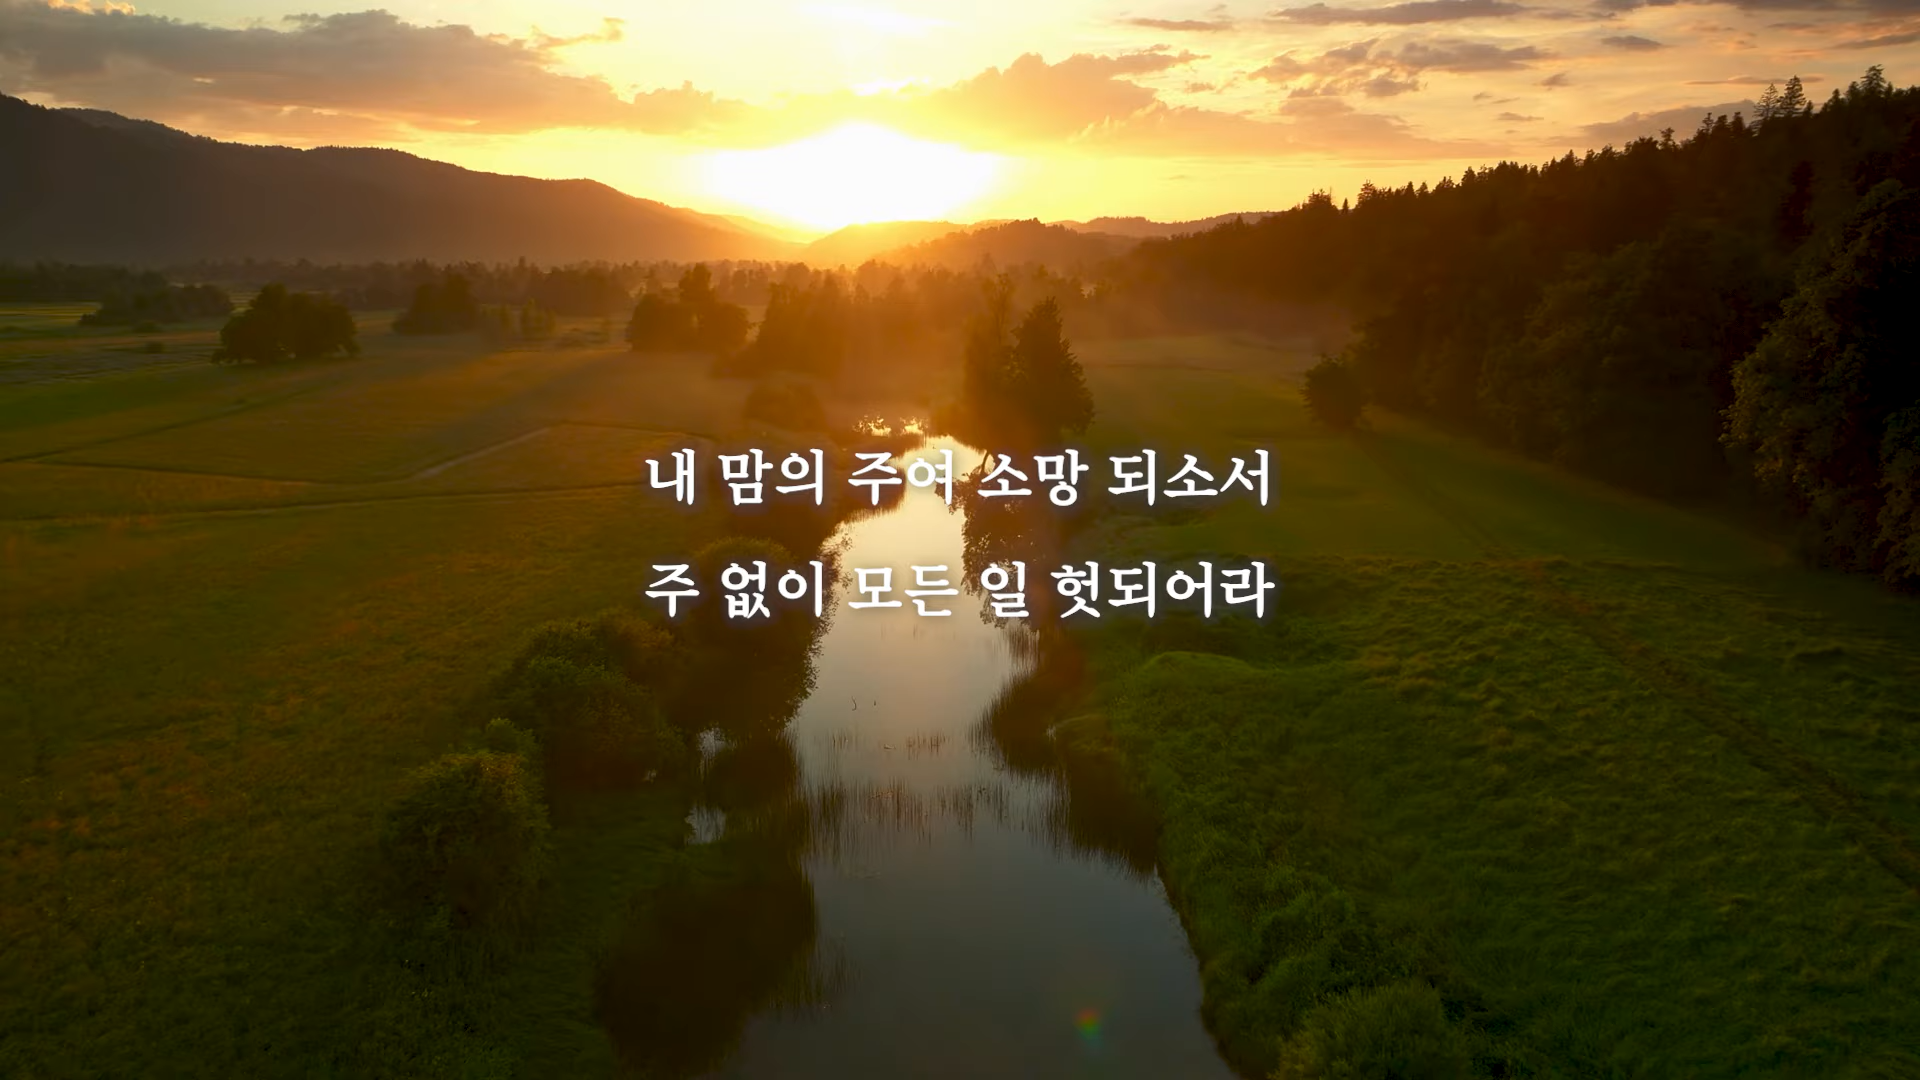 내 맘의 주여 소망 되소서
주 없이 모든 일 헛되어라